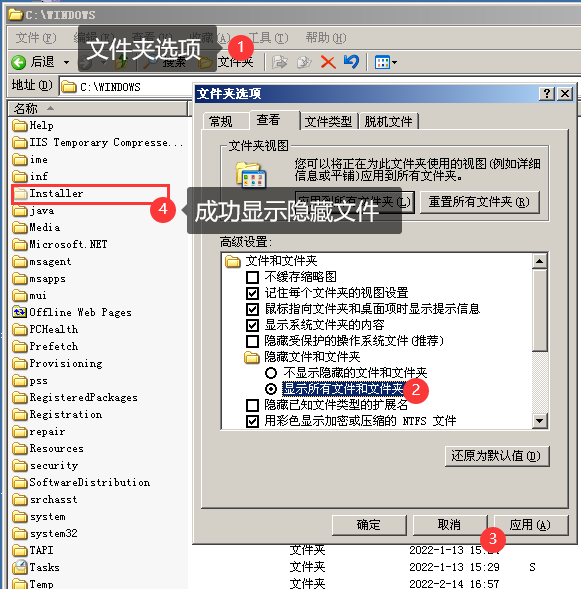 C:\WINDOWS
文件(F) 编辑(E) 工具(T) 帮助(H)
文件夹选项
1
后退 搜索 文件夹
地址(D) C:\WINDOWS
名称
Help
IIS Temporary Compresse...
ime
inf
Installer
java
Media
Microsoft.NET
msagent
msapps
mui
Offline Web Pages
PCHealth
Prefetch
Provisioning
pss
RegisteredPackages
Registration
repair
Resources
security
SoftwareDistribution
srchasst
system
system32
TAPI
Tasks
Temp
4
成功显示隐藏文件
文件夹选项
常规 查看 文件类型 脱机文件
文件夹视图
您可以将正在为此文件夹使用的视图(例如详细
信息或平铺)应用到所有文件夹。
应用到所有文件夹(L) 重置所有文件夹(R)
高级设置:
文件和文件夹
不缓存缩略图
记住每个文件夹的视图设置
鼠标指向文件夹和桌面项时显示提示信息
显示系统文件夹的内容
隐藏受保护的操作系统文件(推荐)
隐藏文件和文件夹
不显示隐藏的文件和文件夹
显示所有文件和文件夹
2
隐藏已知文件类型的扩展名
用彩色显示加密或压缩的 NTFS 文件
还原为默认值(D)
确定 取消 应用(A)
3
文件夹 2022-1-13 15:
文件夹 2022-1-13 15:29 S
文件夹 2022-2-14 16:57